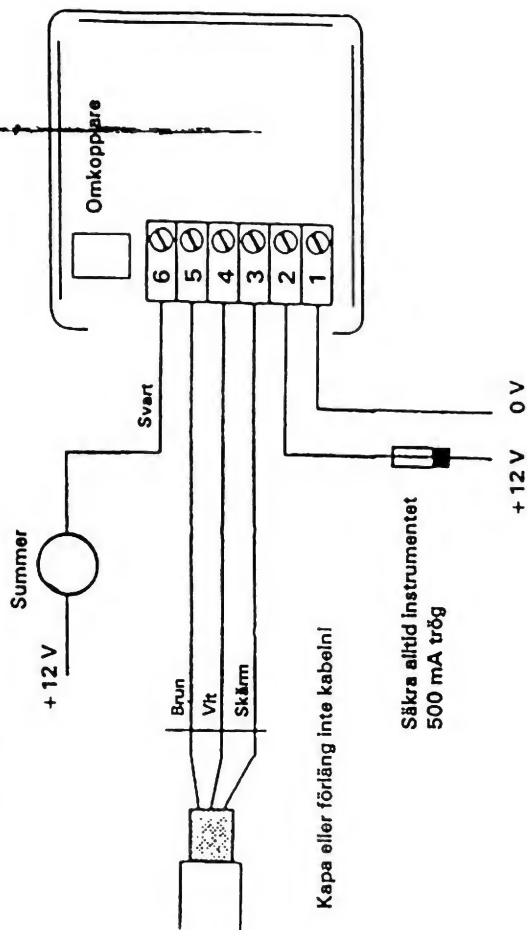 Omkopplare
6
5
4
3
2
1
Svart
Summer
+ 12 V
Brun
Vit
Skärm
Kapa eller förläng inte kabeln!
Säkra alltid instrumentet
500 mA trög
+ 12 V
0 V